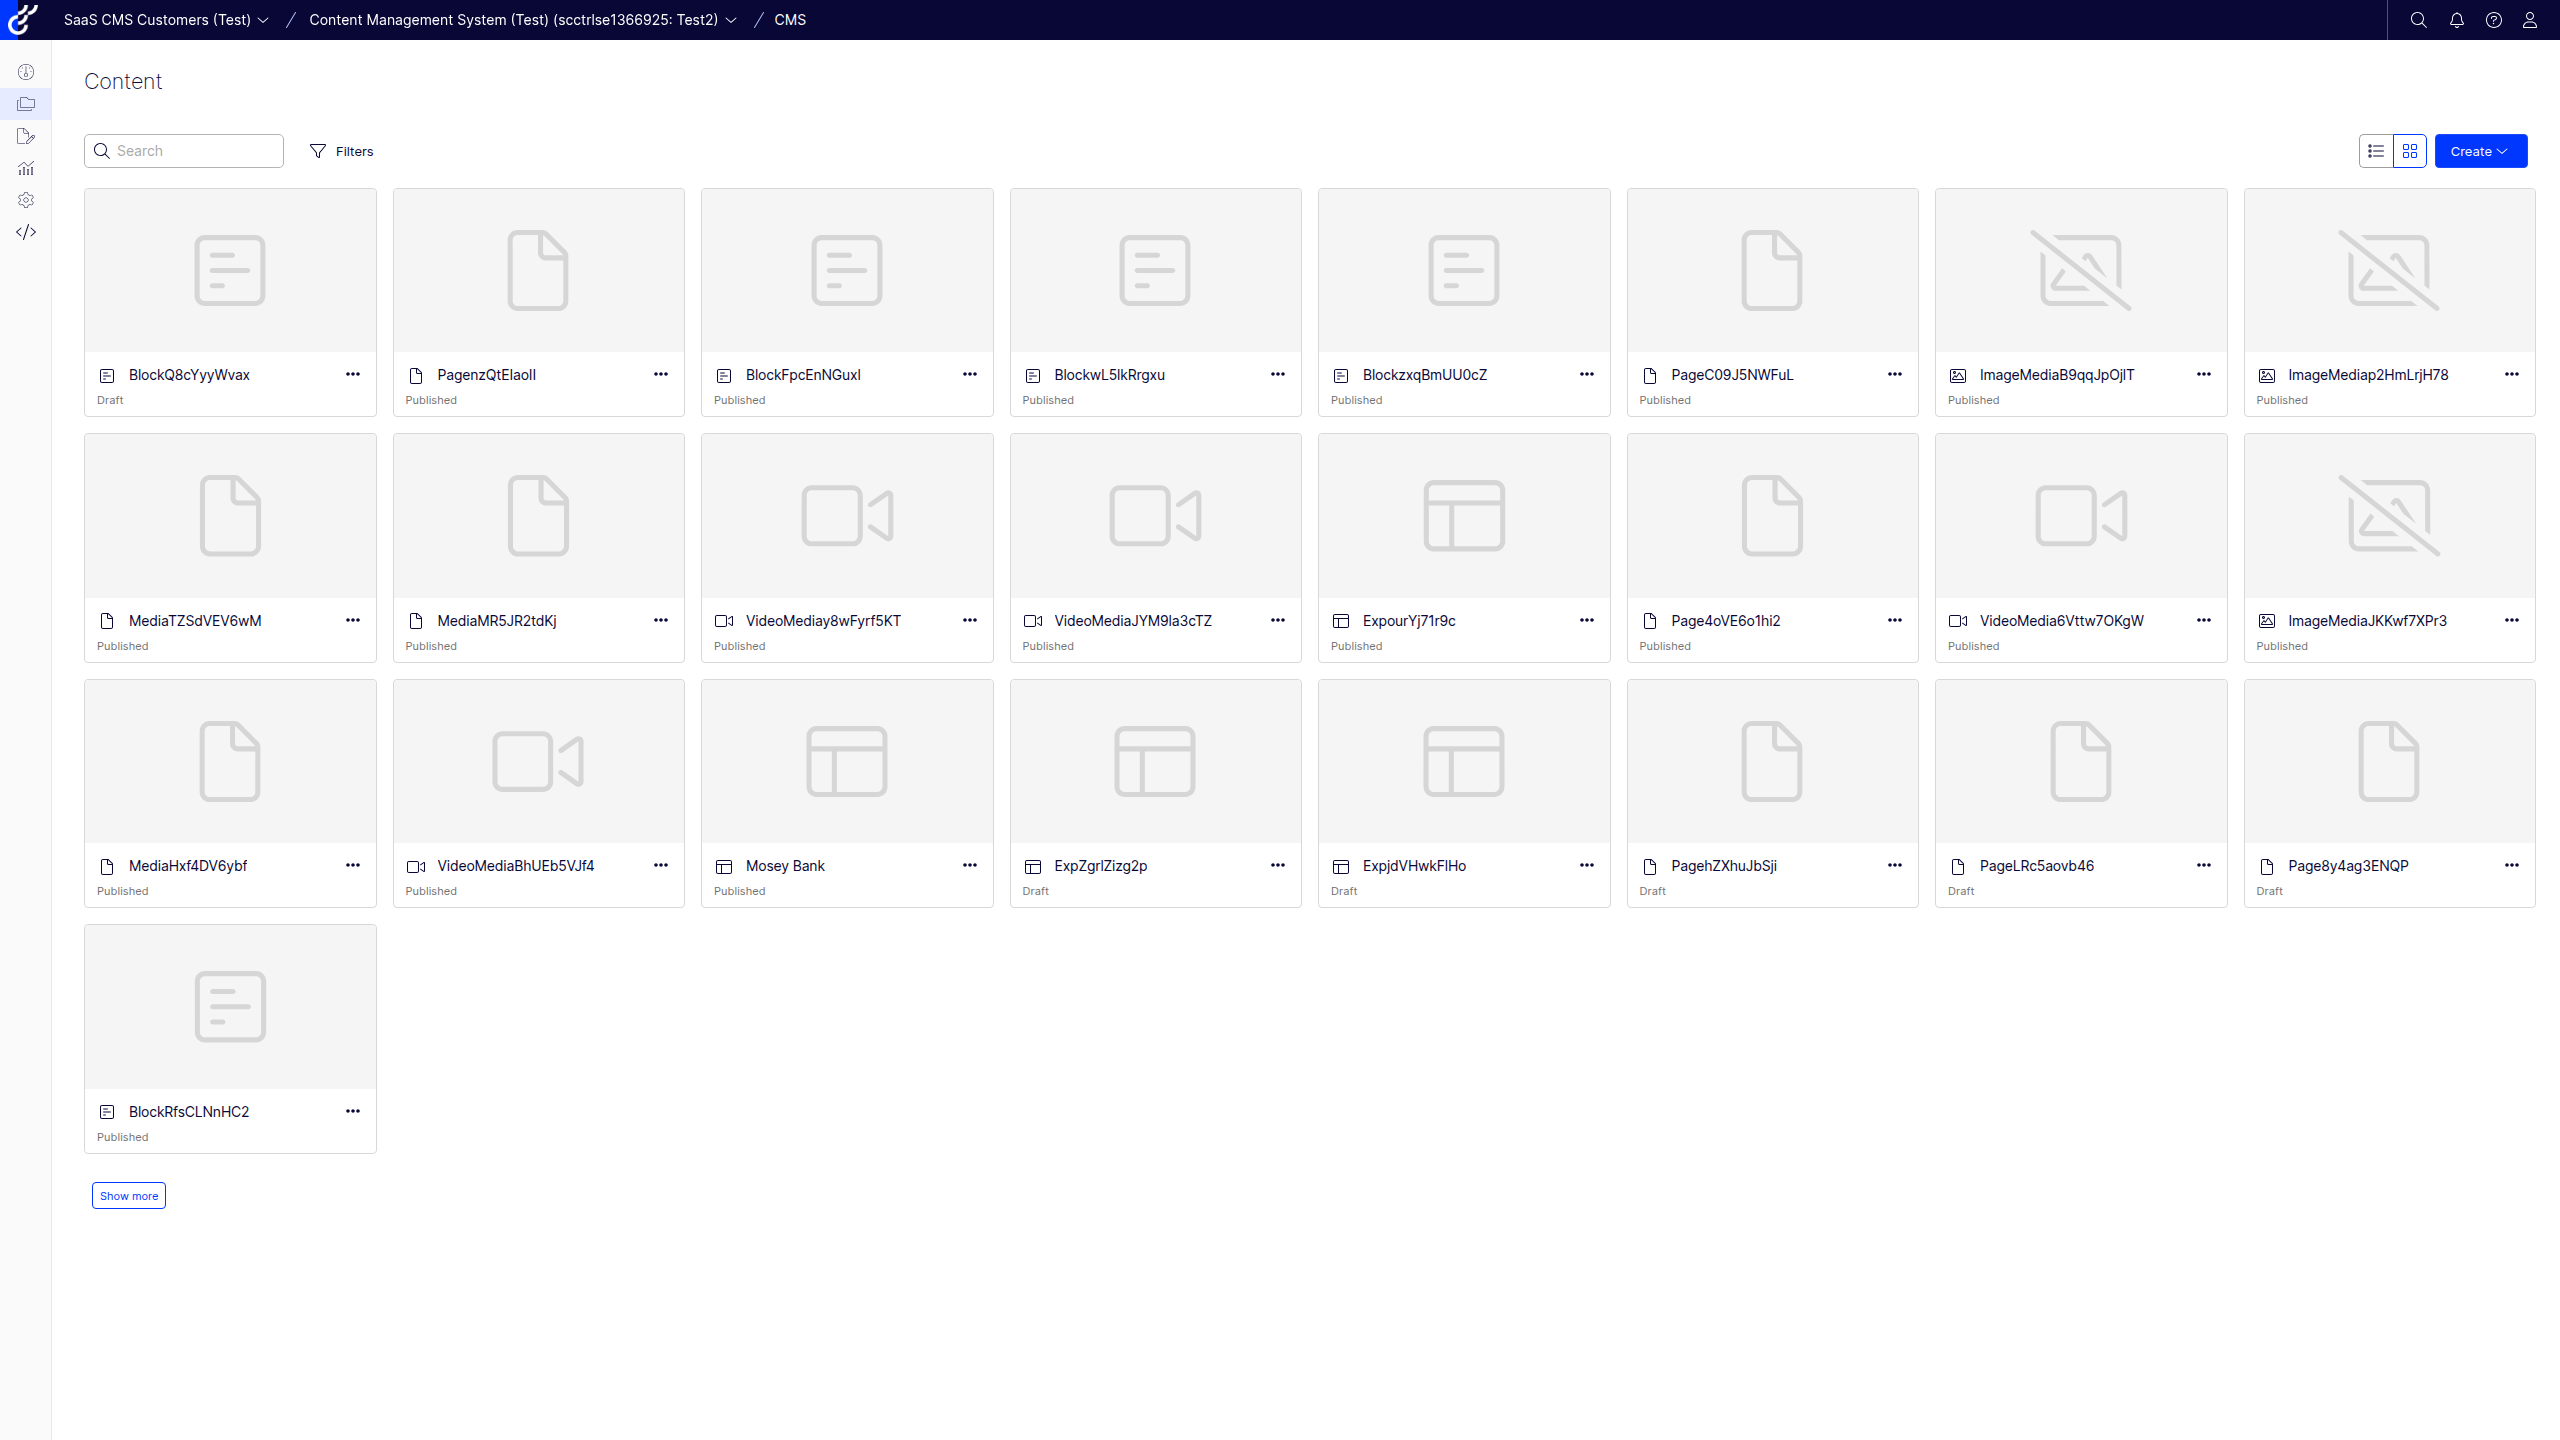 SaaS CMS Customers (Test) / Content Management System (Test) (scctrlse1366925: Test2) / CMS
Content
Search Filters Create
BlockQ8cYyyWvax PagenzQtEIaoIl BlockFpcEnNGuxI BlockwL5lkRrgxu BlockzxqBmUU0cZ PageC09J5NWFuL ImageMediaB9qqJpOjlT ImageMediap2HmLrjH78
Draft Published Published Published Published Published Published Published
MediaTZSdVEV6wM MediaMR5JR2tdKj VideoMediay8wFyrf5KT VideoMediaJYM9la3cTZ ExpourYj71r9c Page4oVE6o1hi2 VideoMedia6Vttw7OKgW ImageMediaJKKwf7XPr3
Published Published Published Published Published Published Published Published
MediaHxf4DV6ybf VideoMediaBhUEb5VJf4 Mosey Bank ExpZgrlZizg2p ExpjdVHwkFlHo PagehZXhuJbSji PageLRc5aovb46 Page8y4ag3ENQP
Published Published Published Draft Draft Draft Draft Draft
BlockRfsCLNnHC2
Published
Show more